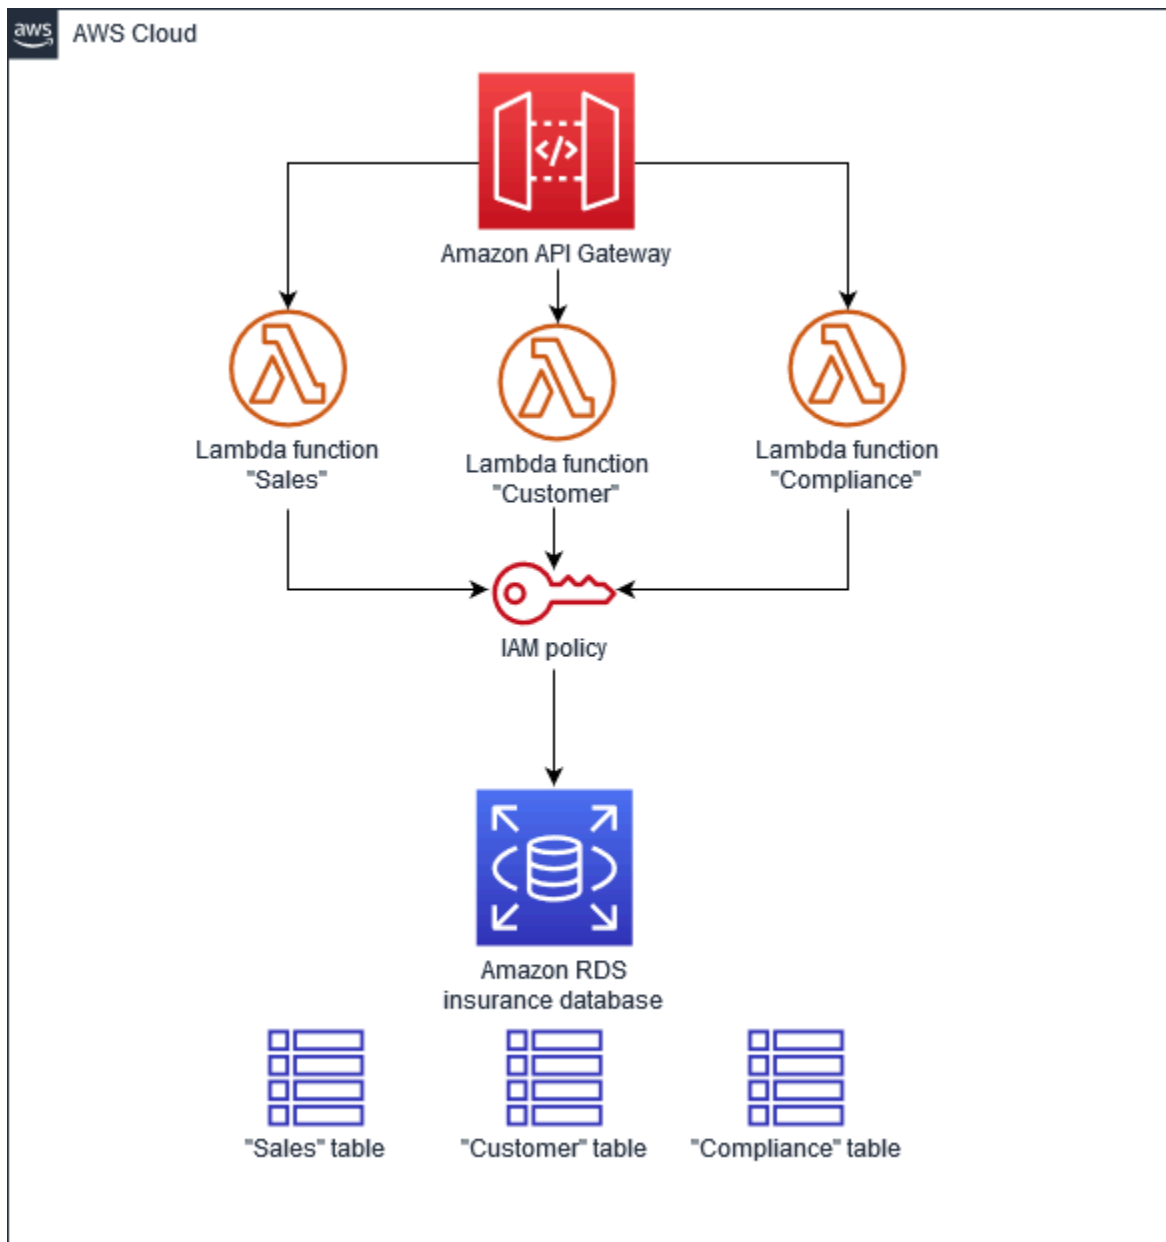 aws
AWS Cloud
</>
Amazon API Gateway
Lambda function
"Sales"
Lambda function
"Customer"
Lambda function
"Compliance"
IAM policy
Amazon RDS
insurance database
"Sales" table
"Customer" table
"Compliance" table